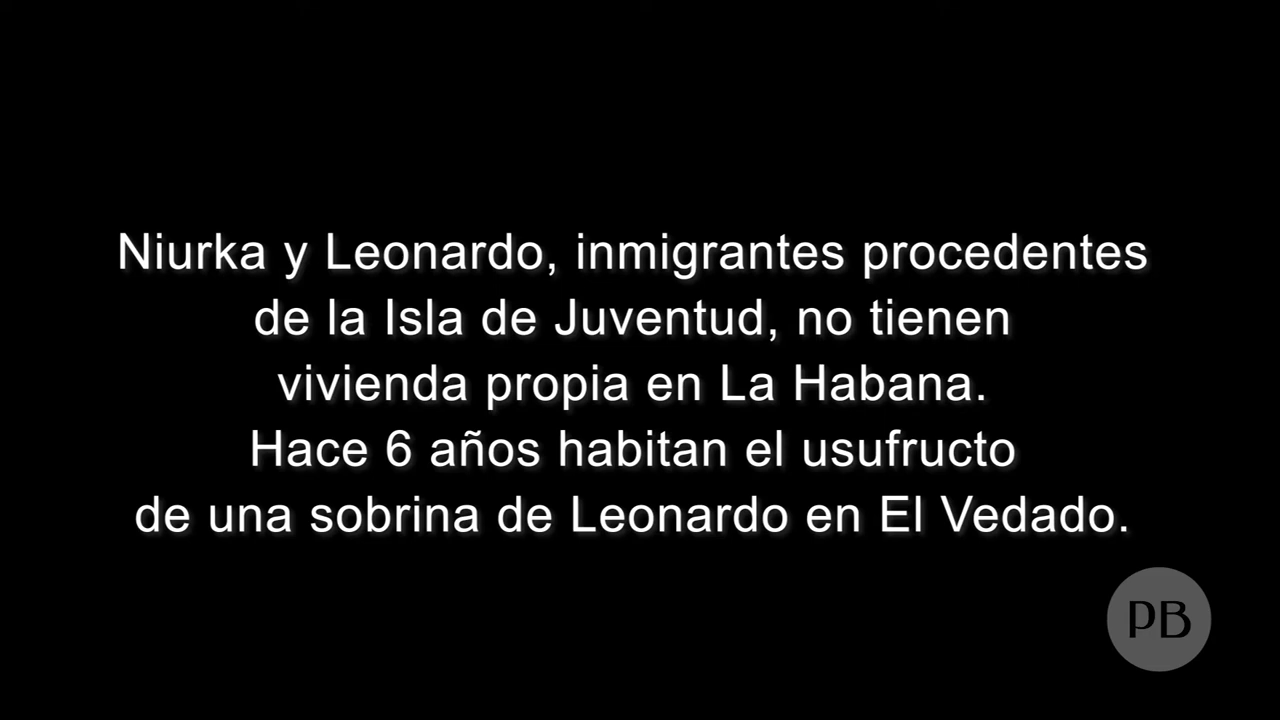 Niurka y Leonardo, inmigrantes procedentes
de la Isla de Juventud, no tienen
vivienda propia en La Habana.
Hace 6 años habitan el usufructo
de una sobrina de Leonardo en El Vedado.
PB